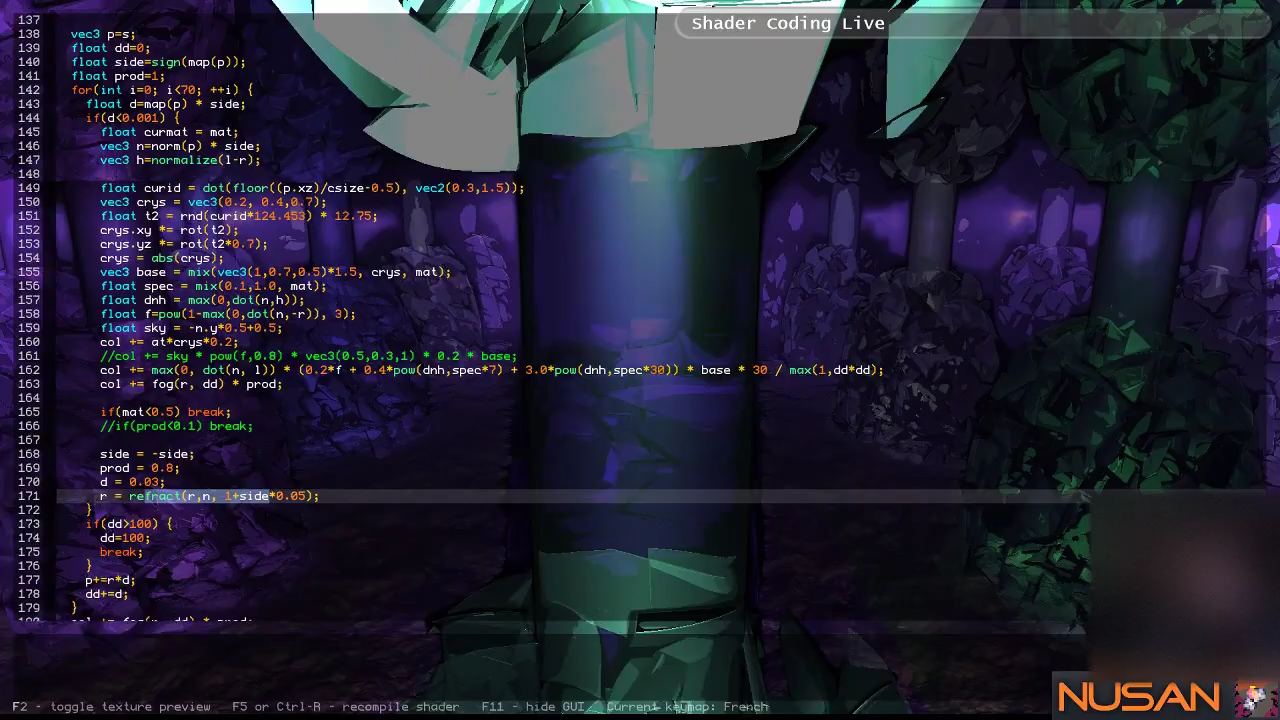 Shader Coding Live
137
138 vec3 p=s;
139 float dd=0;
140 float side=sign(map(p));
141 float prod=1;
142 for(int i=0; i<70; ++i) {
143 float d=map(p) * side;
144 if(d<0.001) {
145 float curmat = mat;
146 vec3 n=norm(p) * side;
147 vec3 h=normalize(l-r);
148
149 float curid = dot(floor((p.xz)/csize-0.5), vec2(0.3,1.5));
150 vec3 crys = vec3(0.2, 0.4,0.7);
151 float t2 = rnd(curid*124.453) * 12.75;
152 crys.xy *= rot(t2);
153 crys.yz *= rot(t2*0.7);
154 crys = abs(crys);
155 vec3 base = mix(vec3(1,0.7,0.5)*1.5, crys, mat);
156 float spec = mix(0.1,1.0, mat);
157 float dnh = max(0,dot(n,h));
158 float f=pow(1-max(0,dot(n,-r)), 3);
159 float sky = -n.y*0.5+0.5;
160 col += at*crys*0.2;
161 //col += sky * pow(f,0.8) * vec3(0.5,0.3,1) * 0.2 * base;
162 col += max(0, dot(n, l)) * (0.2*f + 0.4*pow(dnh,spec*7) + 3.0*pow(dnh,spec*30)) * base * 30 / max(1,dd*dd);
163 col += fog(r, dd) * prod;
164
165 if(mat<0.5) break;
166 //if(prod<0.1) break;
167
168 side = -side;
169 prod = 0.8;
170 d = 0.03;
171 r = refract(r,n, 1+side*0.05);
172 }
173 if(dd>100) {
174 dd=100;
175 break;
176 }
177 p+=r*d;
178 dd+=d;
179 }
180 col += fog(r, dd) * prod;
F2 - toggle texture preview F5 or Ctrl-R - recompile shader F11 - hide GUI Current keymap: French
NUSAN